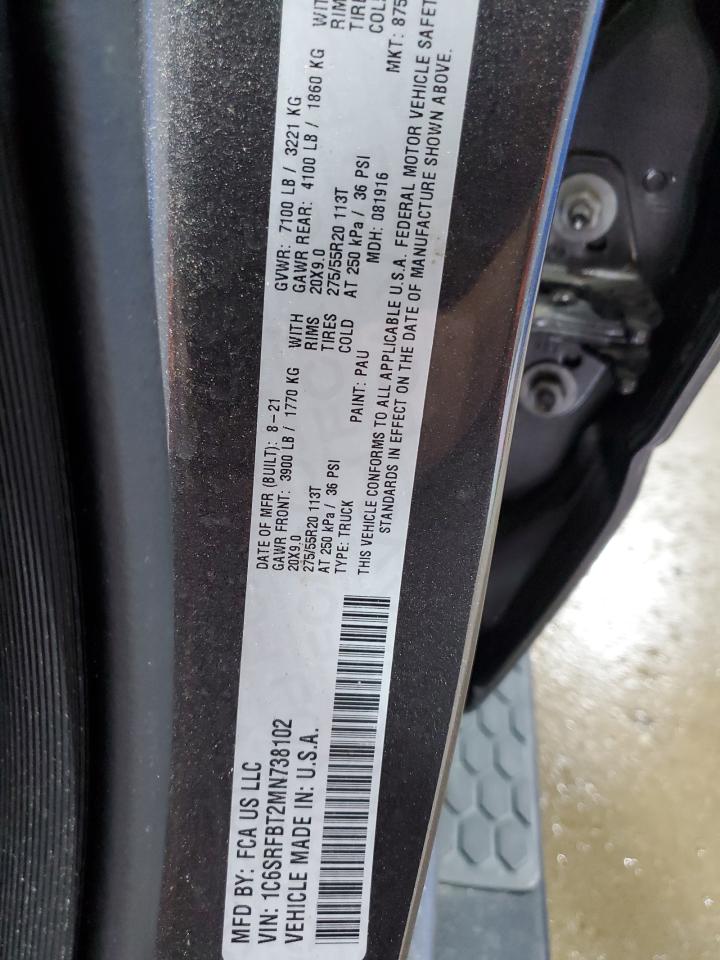 MFD BY: FCA US LLC
VIN: 1C6SRFBT2MN738102
VEHICLE MADE IN: U.S.A.
DATE OF MFR (BUILT): 8-21
GVWR: 7100 LB / 3221 KG
GAWR FRONT: 3900 LB / 1770 KG WITH
GAWR REAR: 4100 LB / 1860 KG
20X9.0 RIMS
20X9.0
275/55R20 113T TIRES
275/55R20 113T
AT 250 kPa / 36 PSI COLD
AT 250 kPa / 36 PSI
TYPE: TRUCK PAINT: PAU MDH: 081916 MKT:
THIS VEHICLE CONFORMS TO ALL APPLICABLE U.S.A. FEDERAL MOTOR VEHICLE
STANDARDS IN EFFECT ON THE DATE OF MANUFACTURE SHOWN ABOVE.